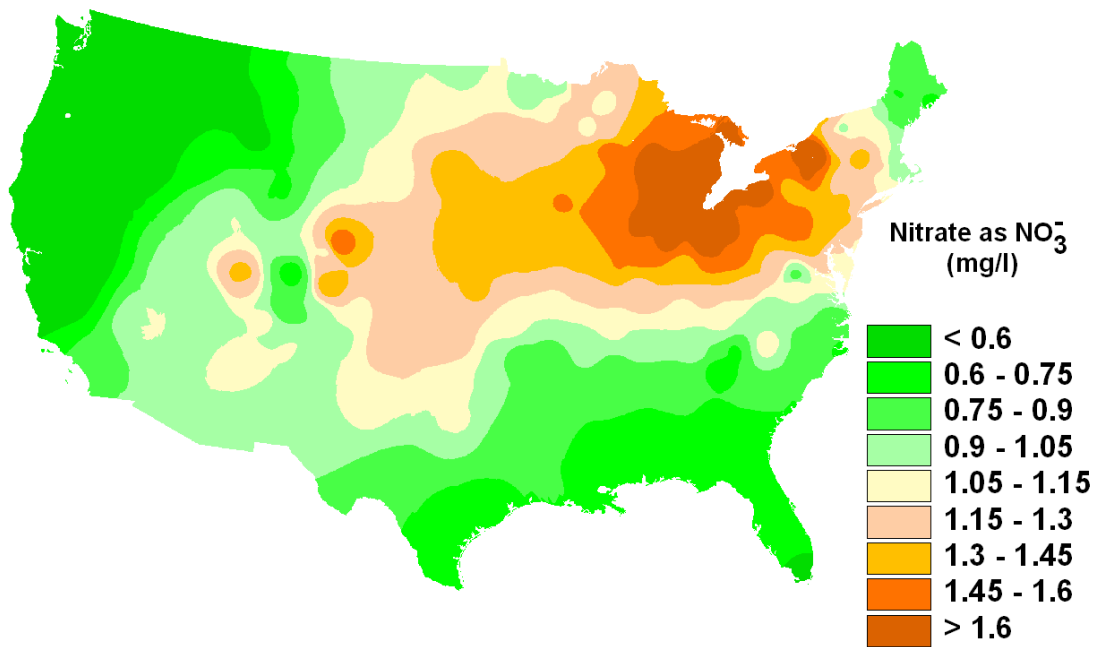 Nitrate as NO₃⁻
(mg/l)
< 0.6
0.6 - 0.75
0.75 - 0.9
0.9 - 1.05
1.05 - 1.15
1.15 - 1.3
1.3 - 1.45
1.45 - 1.6
> 1.6